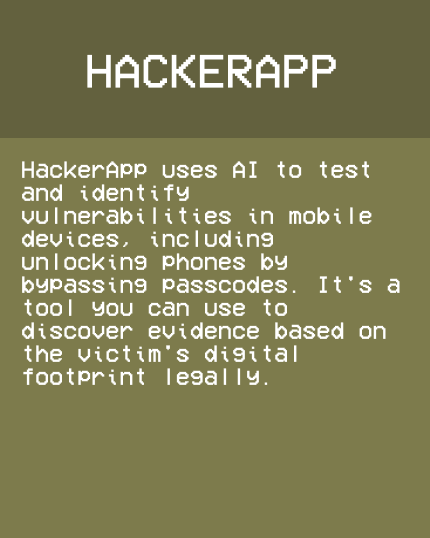 HACKERAPP
HackerApp uses AI to test
and identify
vulnerabilities in mobile
devices, including
unlocking phones by
bypassing passcodes. It's a
tool you can use to
discover evidence based on
the victim's digital
footprint legally.